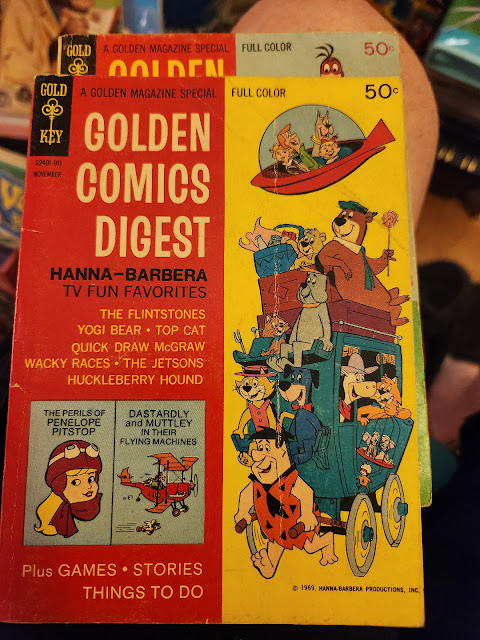 GOLD
A GOLDEN MAGAZINE SPECIAL
FULL COLOR
50c
GOLDEN
GOLD
KEY
A GOLDEN MAGAZINE SPECIAL
FULL COLOR
50c
NOVEMBER
GOLDEN
COMICS
DIGEST
HANNA-BARBERA
TV FUN FAVORITES
THE FLINTSTONES
YOGI BEAR • TOP CAT
QUICK DRAW McGRAW
WACKY RACES • THE JETSONS
HUCKLEBERRY HOUND
THE PERILS OF
PENELOPE
PITSTOP
DASTARDLY
and MUTTLEY
IN THEIR
FLYING MACHINES
Plus GAMES • STORIES
THINGS TO DO
© 1969, HANNA-BARBERA PRODUCTIONS, INC.